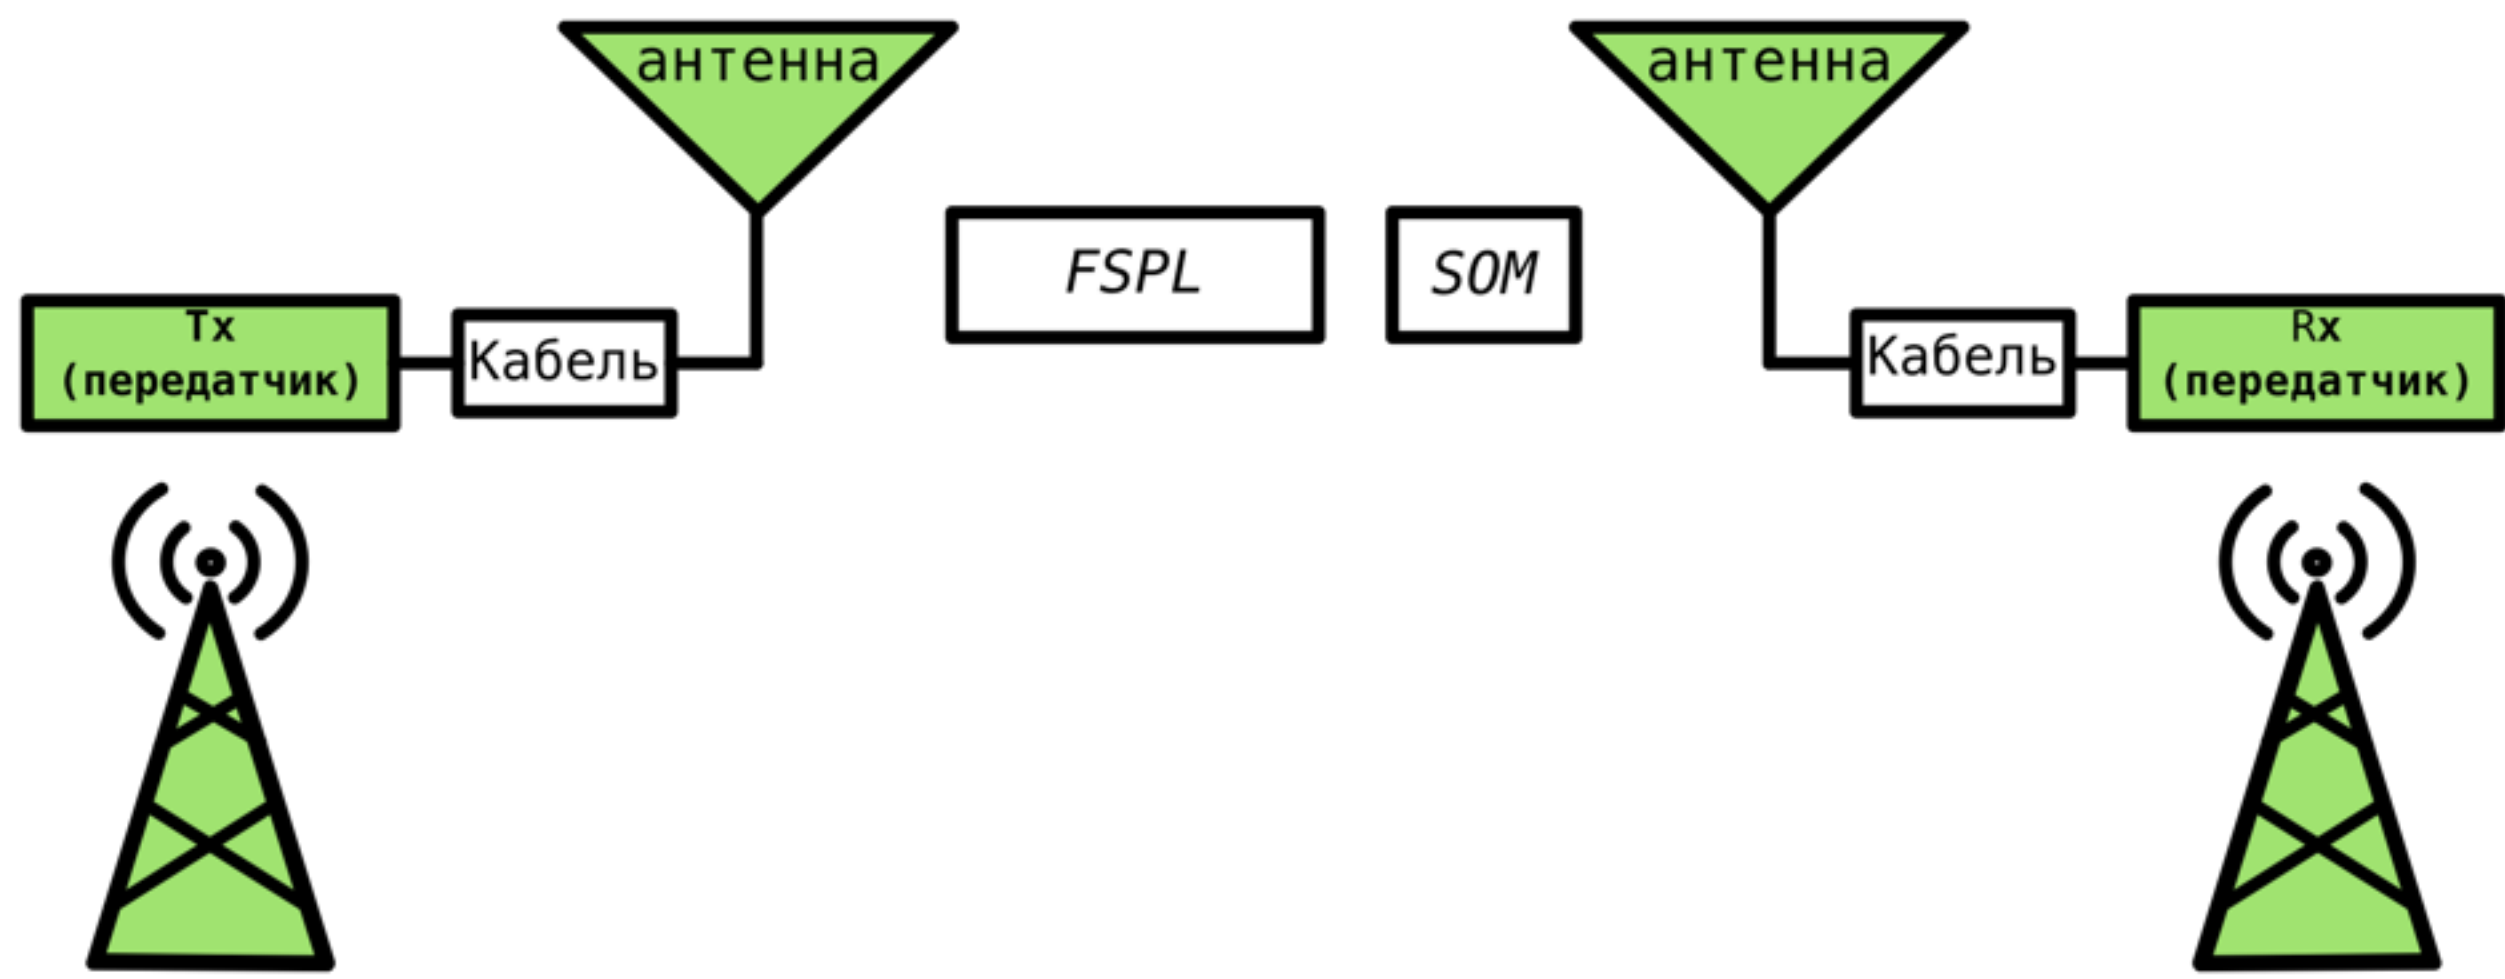 антенна
антенна
FSPL
SOM
Tx
(передатчик)
Кабель
Кабель
Rx
(передатчик)